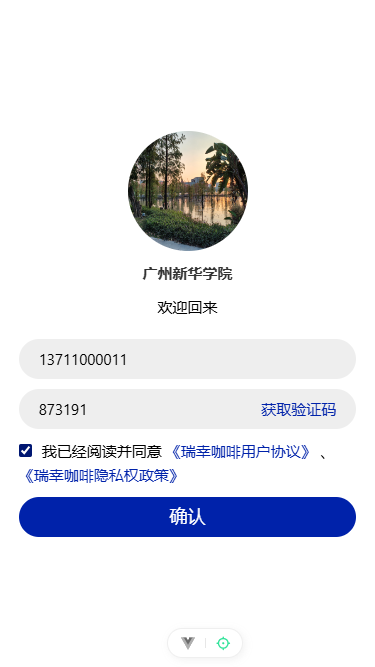 广州新华学院
欢迎回来
13711000011
873191 获取验证码
我已经阅读并同意 《瑞幸咖啡用户协议》 、
《瑞幸咖啡隐私权政策》
确认